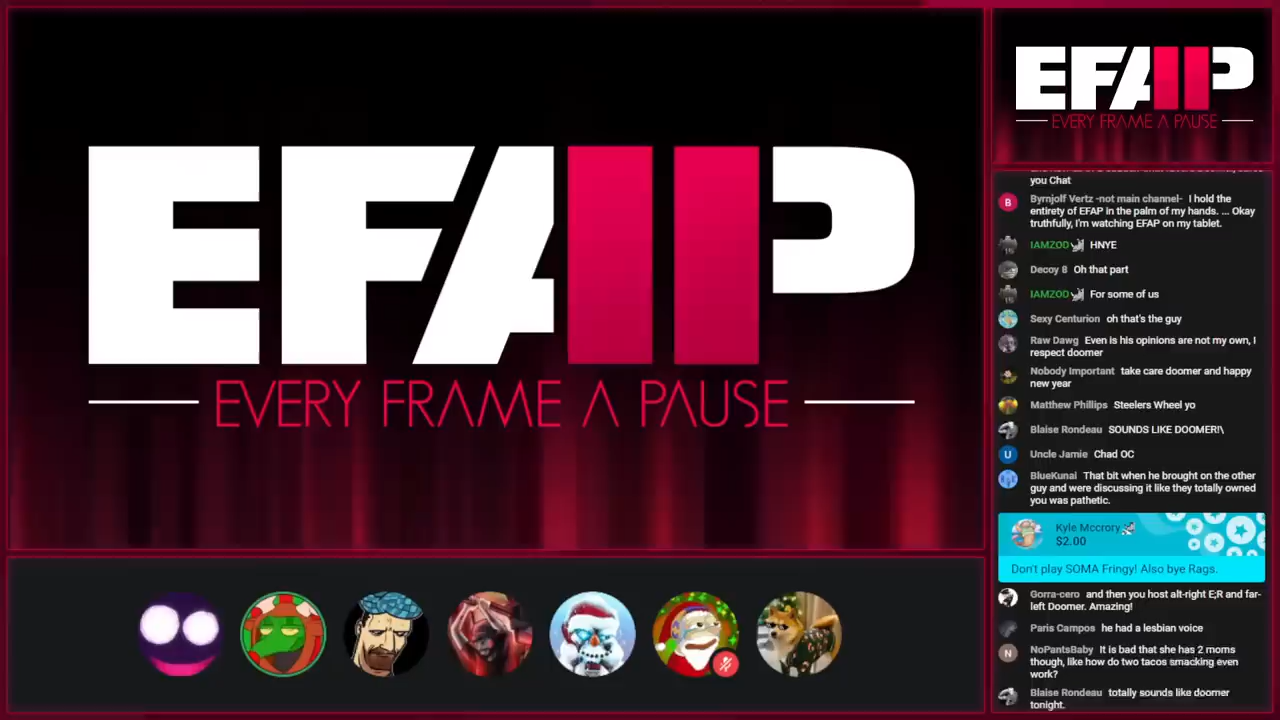 EFAP
EVERY FRAME A PAUSE
EFAP
EVERY FRAME A PAUSE
you Chat
B
Byrnjolf Vertz -not main channel- I hold the
entirety of EFAP in the palm of my hands. ... Okay
truthfully, I'm watching EFAP on my tablet.
IAMZOD HNYE
Decoy 8 Oh that part
IAMZOD For some of us
Sexy Centurion oh that's the guy
Raw Dawg Even is his opinions are not my own, I
respect doomer
Nobody Important take care doomer and happy
new year
Matthew Phillips Steelers Wheel yo
Blaise Rondeau SOUNDS LIKE DOOMER!\
U
Uncle Jamie Chad OC
BlueKunai That bit when he brought on the other
guy and were discussing it like they totally owned
you was pathetic.
Kyle Mccrory
$2.00
Don't play SOMA Fringy! Also bye Rags.
Gorra-cero and then you host alt-right E;R and far-
left Doomer. Amazing!
Paris Campos he had a lesbian voice
N
NoPantsBaby It is bad that she has 2 moms
though, like how do two tacos smacking even
work?
Blaise Rondeau totally sounds like doomer
tonight.